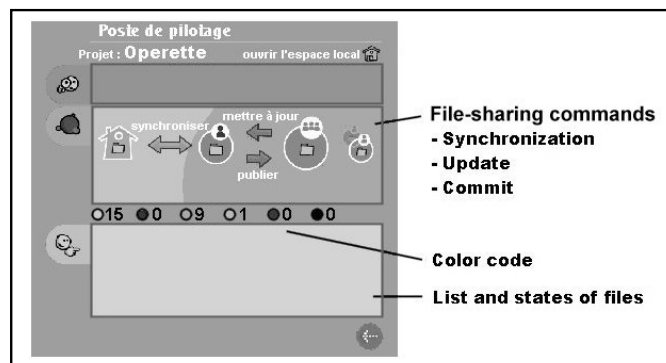 Poste de pilotage
Projet : Operette ouvrir l'espace local
synchroniser
mettre à jour
publier
15 0 9 1 0 0
File-sharing commands
- Synchronization
- Update
- Commit
Color code
List and states of files